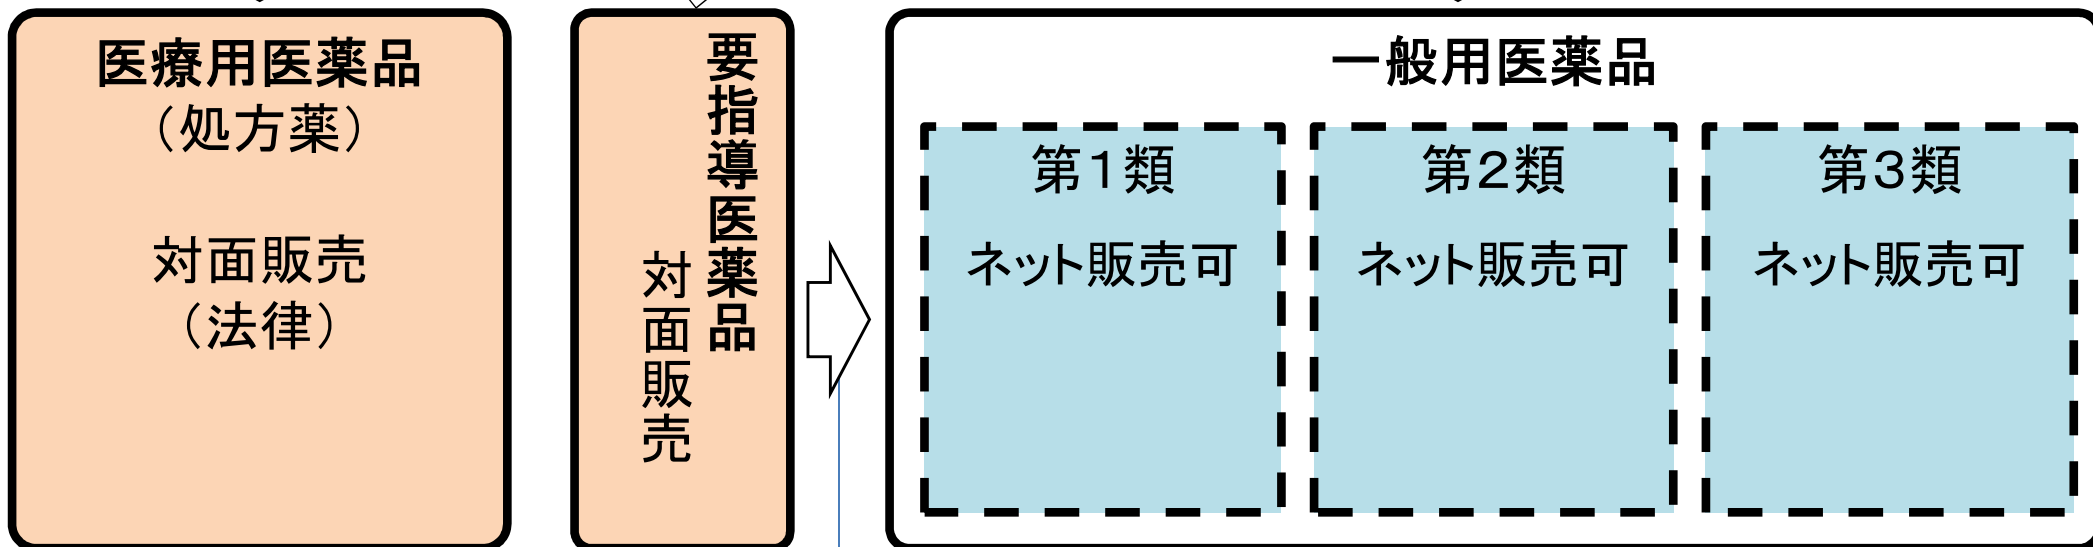 医療用医薬品
（処方薬）
対面販売
（法律）
要指導医薬品
対面販売
一般用医薬品
第１類
ネット販売可
第２類
ネット販売可
第３類
ネット販売可